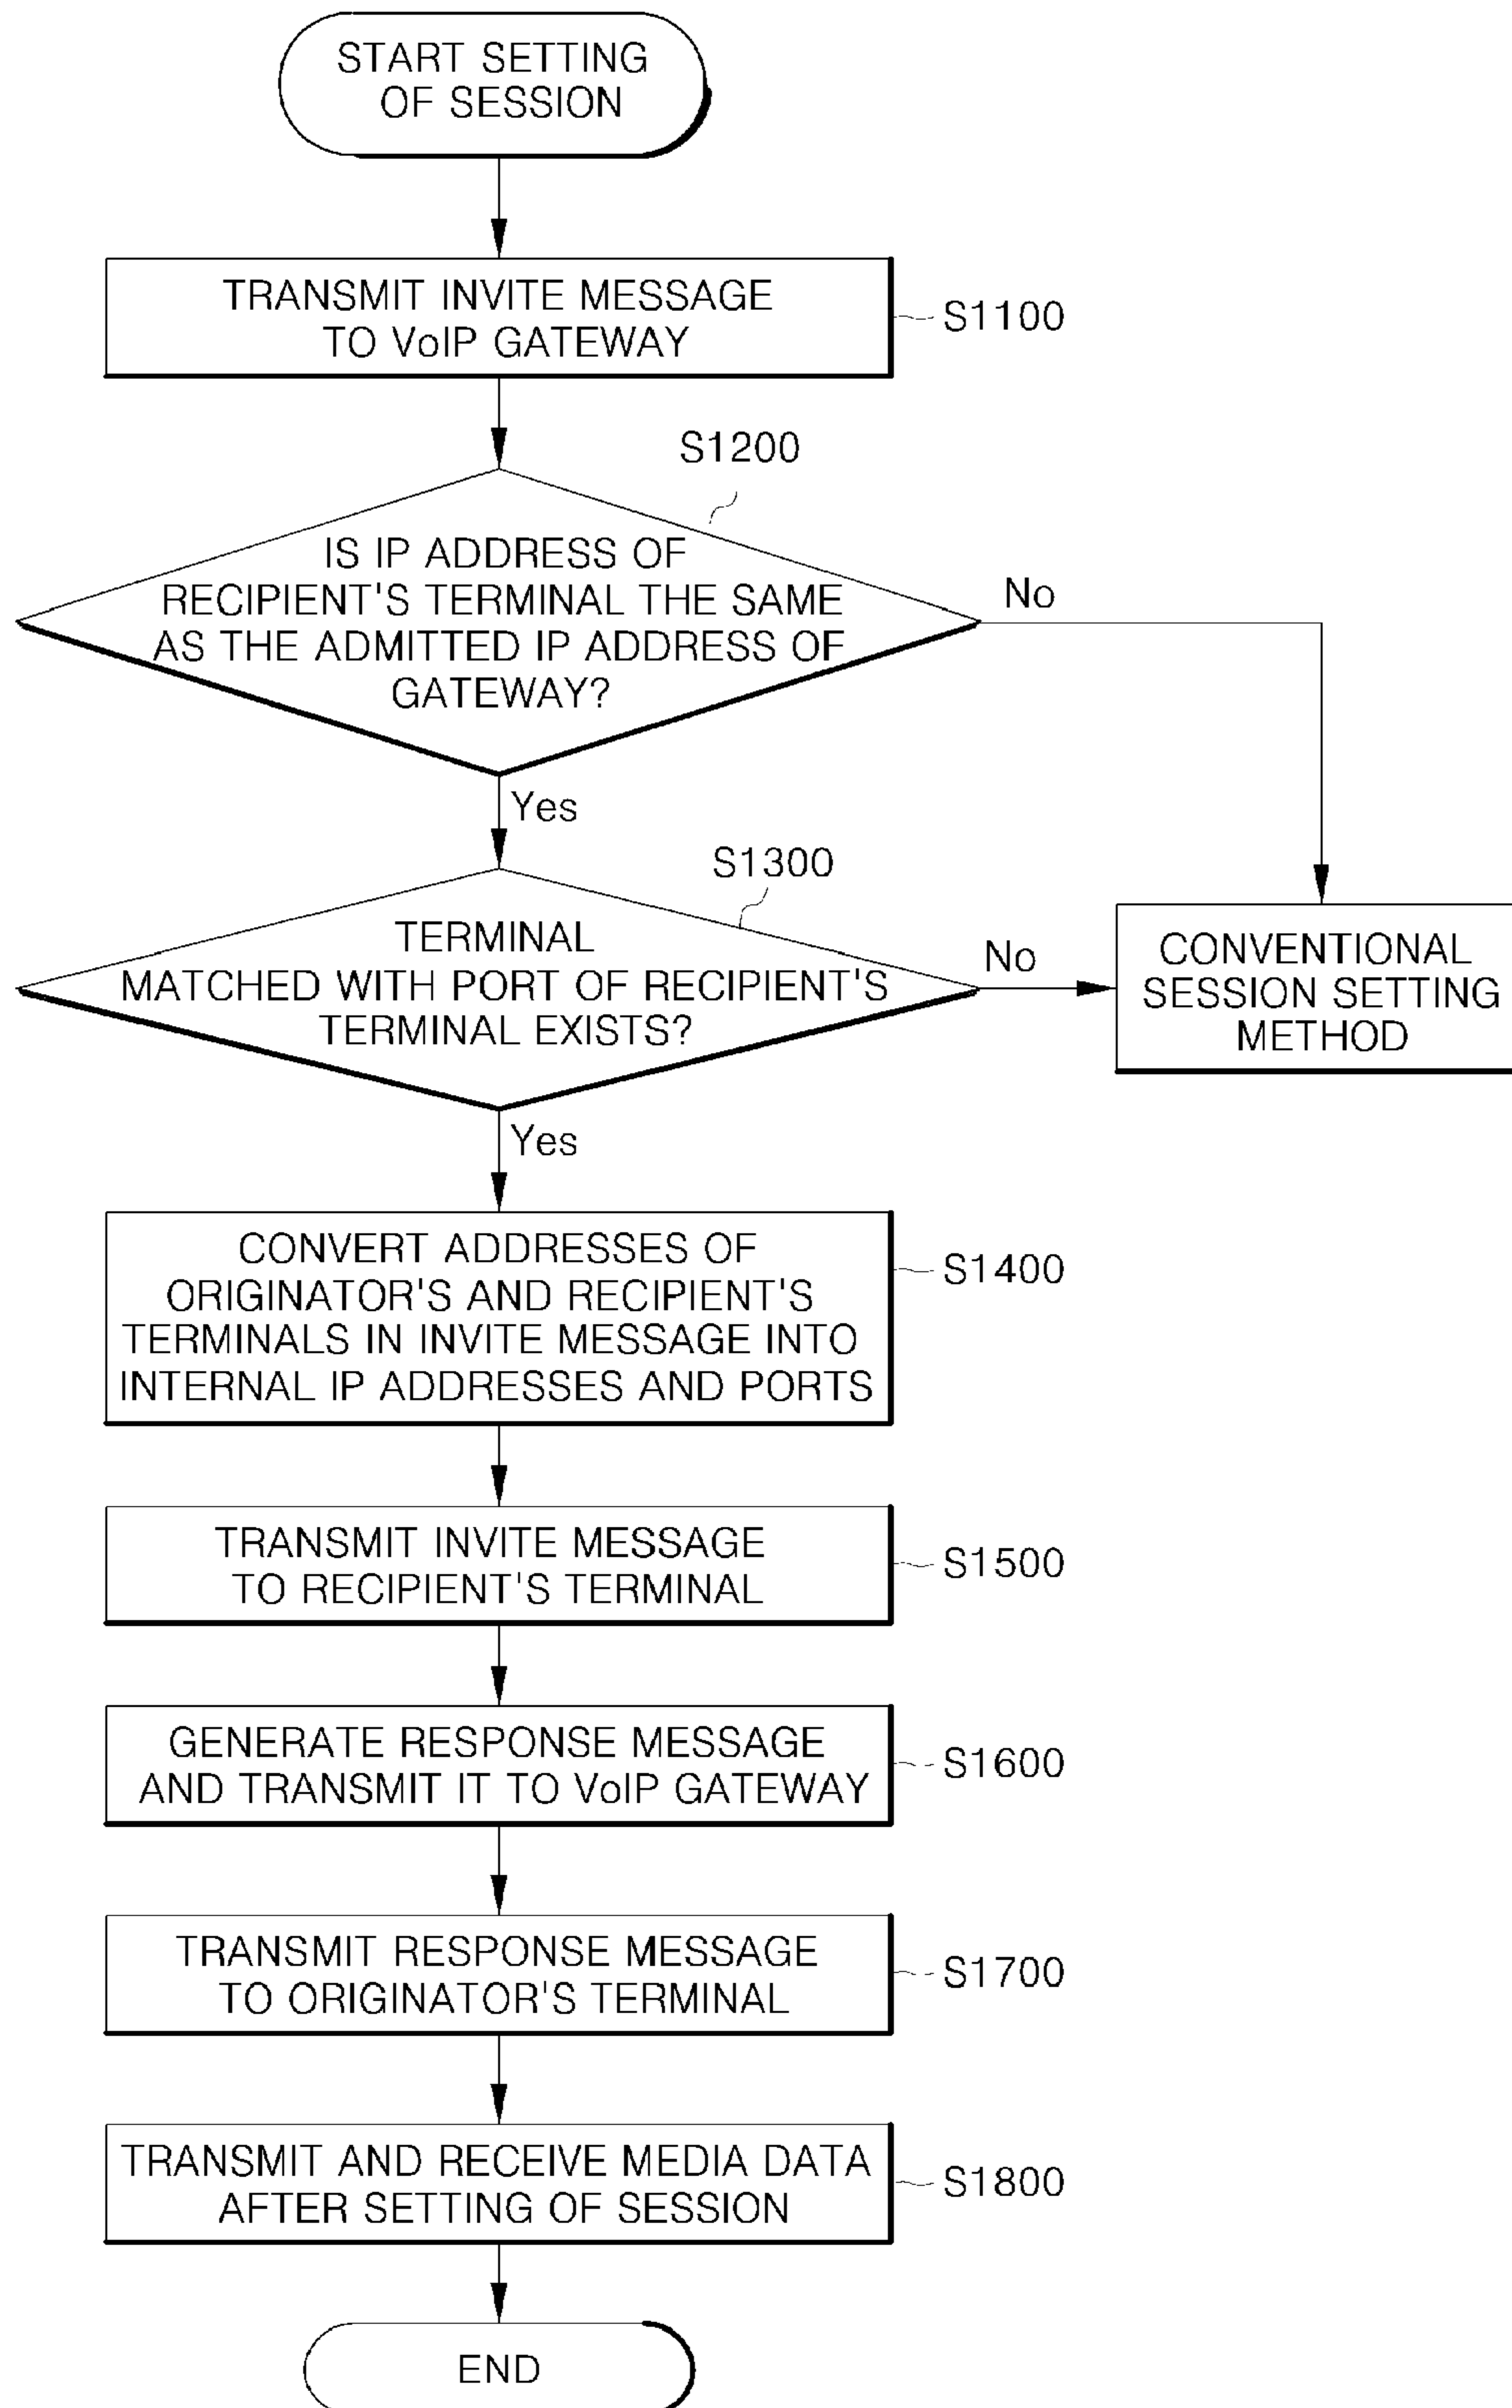 START SETTING
OF SESSION
TRANSMIT INVITE MESSAGE
TO VoIP GATEWAY
S1100
S1200
IS IP ADDRESS OF
RECIPIENT'S TERMINAL THE SAME
AS THE ADMITTED IP ADDRESS OF
GATEWAY?
No
Yes
S1300
TERMINAL
MATCHED WITH PORT OF RECIPIENT'S
TERMINAL EXISTS?
No
CONVENTIONAL
SESSION SETTING
METHOD
Yes
CONVERT ADDRESSES OF
ORIGINATOR'S AND RECIPIENT'S
TERMINALS IN INVITE MESSAGE INTO
INTERNAL IP ADDRESSES AND PORTS
S1400
TRANSMIT INVITE MESSAGE
TO RECIPIENT'S TERMINAL
S1500
GENERATE RESPONSE MESSAGE
AND TRANSMIT IT TO VoIP GATEWAY
S1600
TRANSMIT RESPONSE MESSAGE
TO ORIGINATOR'S TERMINAL
S1700
TRANSMIT AND RECEIVE MEDIA DATA
AFTER SETTING OF SESSION
S1800
END